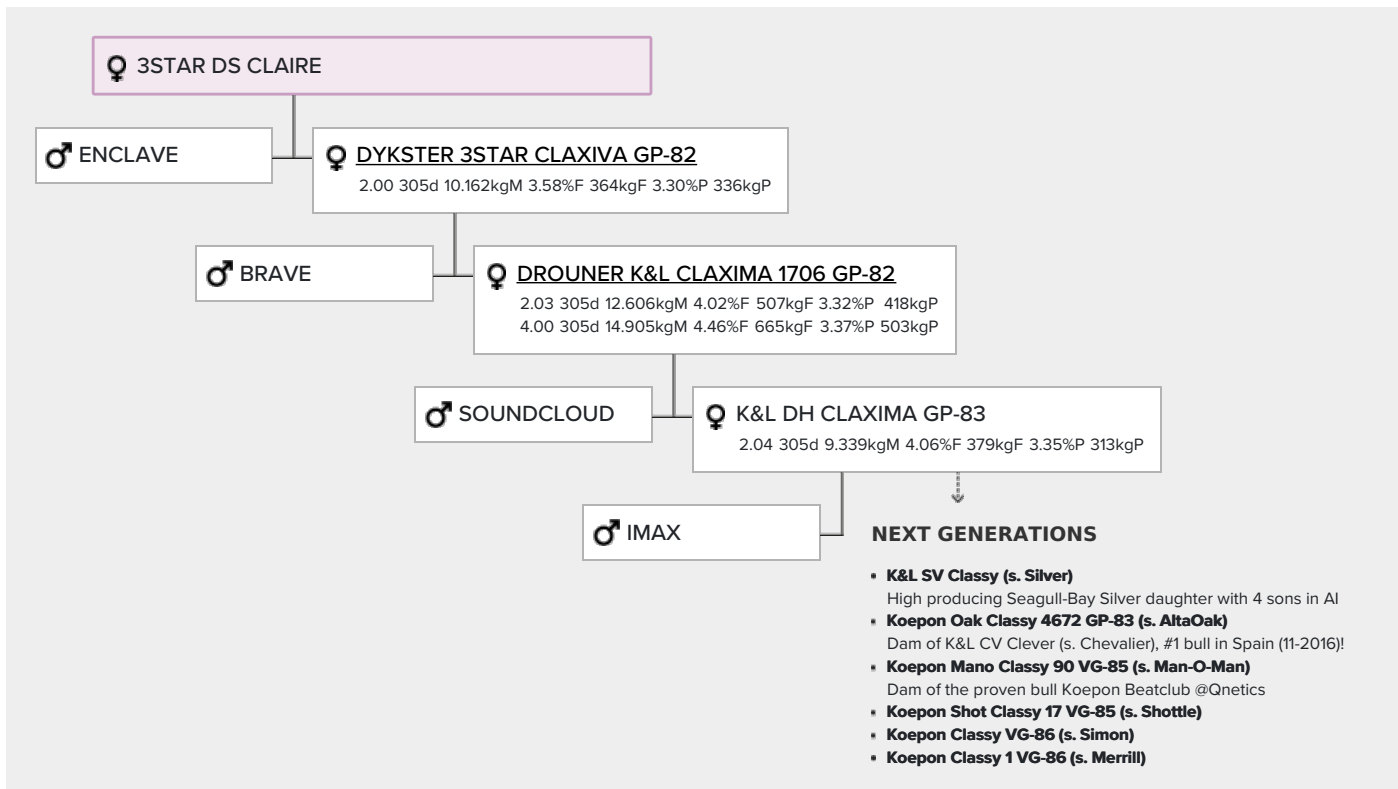 3STAR DS CLAIRE
ENCLAVE
DYKSTER 3STAR CLAXIVA GP-82
2.00 305d 10.162kgM 3.58%F 364kgF 3.30%P 336kgP
BRAVE
DROUNER K&L CLAXIMA 1706 GP-82
2.03 305d 12.606kgM 4.02%F 507kgF 3.32%P 418kgP
4.00 305d 14.905kgM 4.46%F 665kgF 3.37%P 503kgP
SOUNDCLOUD
K&L DH CLAXIMA GP-83
2.04 305d 9.339kgM 4.06%F 379kgF 3.35%P 313kgP
IMAX
NEXT GENERATIONS
• K&L SV Classy (s. Silver)
High producing Seagull-Bay Silver daughter with 4 sons in AI
• Koepon Oak Classy 4672 GP-83 (s. AltaOak)
Dam of K&L CV Clever (s. Chevalier), #1 bull in Spain (11-2016)!
• Koepon Mano Classy 90 VG-85 (s. Man-O-Man)
Dam of the proven bull Koepon Beatclub @Qnetics
• Koepon Shot Classy 17 VG-85 (s. Shottle)
• Koepon Classy VG-86 (s. Simon)
• Koepon Classy 1 VG-86 (s. Merrill)